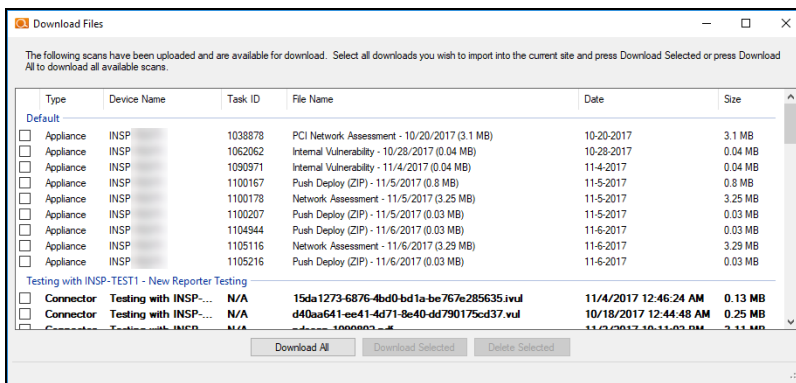 Download Files
The following scans have been uploaded and are available for download. Select all downloads you wish to import into the current site and press Download Selected or press Download
All to download all available scans.
Type Device Name Task ID File Name Date Size
Default
Appliance INSP 1038878 PCI Network Assessment - 10/20/2017 (3.1 MB) 10-20-2017 3.1 MB
Appliance INSP 1062062 Internal Vulnerability - 10/28/2017 (0.04 MB) 10-28-2017 0.04 MB
Appliance INSP 1090971 Internal Vulnerability - 11/4/2017 (0.04 MB) 11-4-2017 0.04 MB
Appliance INSP 1100167 Push Deploy (ZIP) - 11/5/2017 (0.8 MB) 11-5-2017 0.8 MB
Appliance INSP 1100178 Network Assessment - 11/5/2017 (3.25 MB) 11-5-2017 3.25 MB
Appliance INSP 1100207 Push Deploy (ZIP) - 11/5/2017 (0.03 MB) 11-5-2017 0.03 MB
Appliance INSP 1104944 Push Deploy (ZIP) - 11/6/2017 (0.03 MB) 11-6-2017 0.03 MB
Appliance INSP 1105116 Network Assessment - 11/6/2017 (3.29 MB) 11-6-2017 3.29 MB
Appliance INSP 1105216 Push Deploy (ZIP) - 11/6/2017 (0.03 MB) 11-6-2017 0.03 MB
Testing with INSP-TEST1 - New Reporter Testing
Connector Testing with INSP-... N/A 15da1273-6876-4bd0-bd1a-be767e285635.ivul 11/4/2017 12:46:24 AM 0.13 MB
Connector Testing with INSP-... N/A d40aa641-ee41-4d71-8e40-dd790175cd37.vul 10/18/2017 12:44:48 AM 0.25 MB
Connector Testing with INSP-... N/A
Download All Download Selected Delete Selected